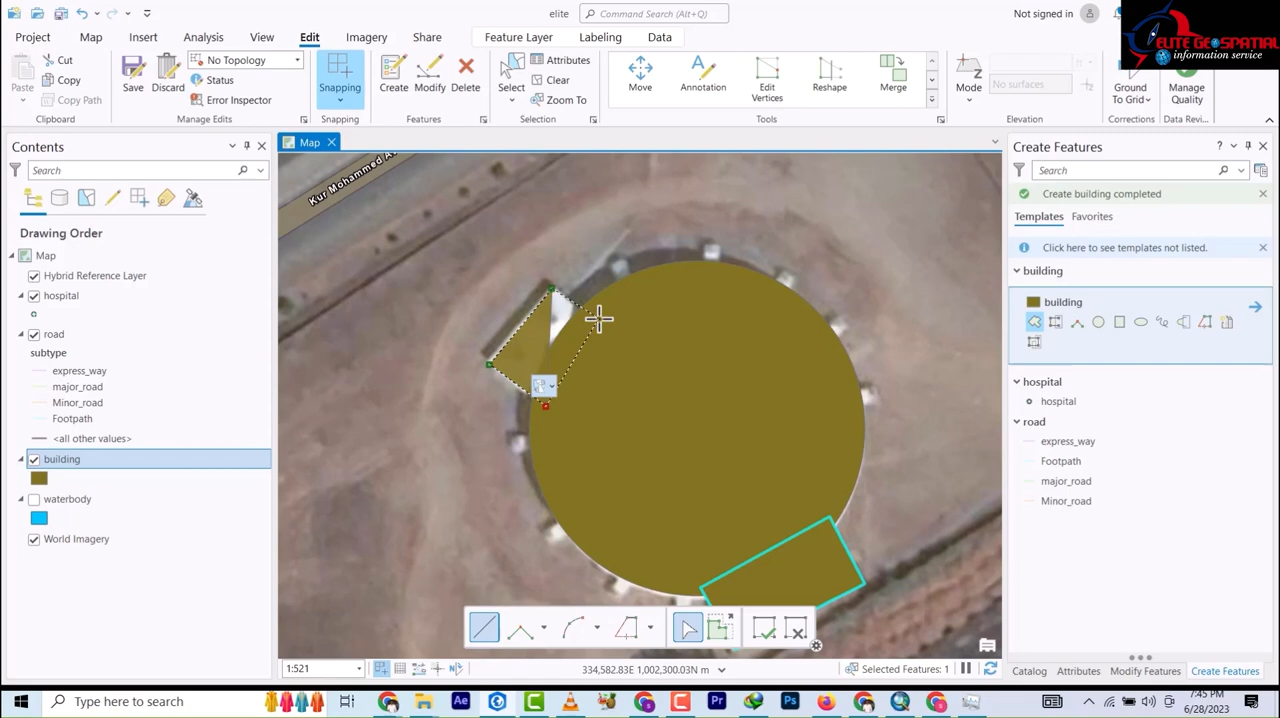 elite
Command Search (Alt+Q)
Not signed in
ELITE GEOSPATIAL
information service
Project
Map
Insert
Analysis
View
Edit
Imagery
Share
Feature Layer
Labeling
Data
Paste
Cut
Copy
Copy Path
Clipboard
Save
Discard
No Topology
Status
Error Inspector
Manage Edits
Snapping
Snapping
Create
Modify
Delete
Features
Select
Attributes
Clear
Zoom To
Selection
Move
Annotation
Edit
Vertices
Reshape
Merge
Tools
Mode
No surfaces
Elevation
Ground
To Grid
Corrections
Manage
Quality
Data Revi...
Contents
Search
Drawing Order
Map
Hybrid Reference Layer
hospital
road
subtype
express_way
major_road
Minor_road
Footpath
<all other values>
building
waterbody
World Imagery
Map
Kur Mohammed Av
1:521
334,582.83E 1,002,300.03N m
Selected Features: 1
Create Features
Search
Create building completed
Templates
Favorites
Click here to see templates not listed.
building
building
hospital
hospital
road
express_way
Footpath
major_road
Minor_road
Catalog
Attributes
Modify Features
Create Features
Type here to search
Ae
Pr
Ps
7:45 PM
6/28/2023